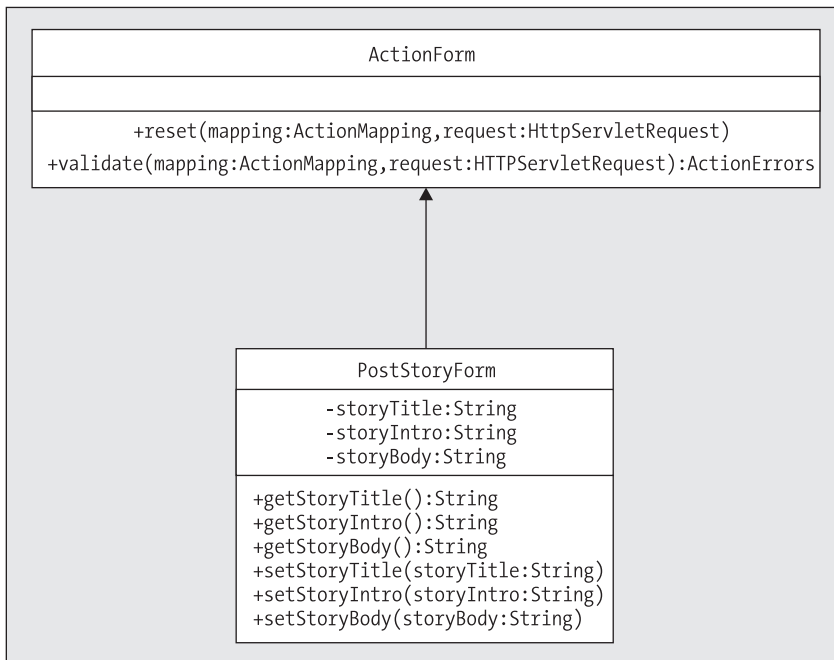 ActionForm
+reset(mapping:ActionMapping,request:HttpServletRequest)
+validate(mapping:ActionMapping,request:HTTPServletRequest):ActionErrors
PostStoryForm
-storyTitle:String
-storyIntro:String
-storyBody:String
+getStoryTitle():String
+getStoryIntro():String
+getStoryBody():String
+setStoryTitle(storyTitle:String)
+setStoryIntro(storyIntro:String)
+setStoryBody(storyBody:String)